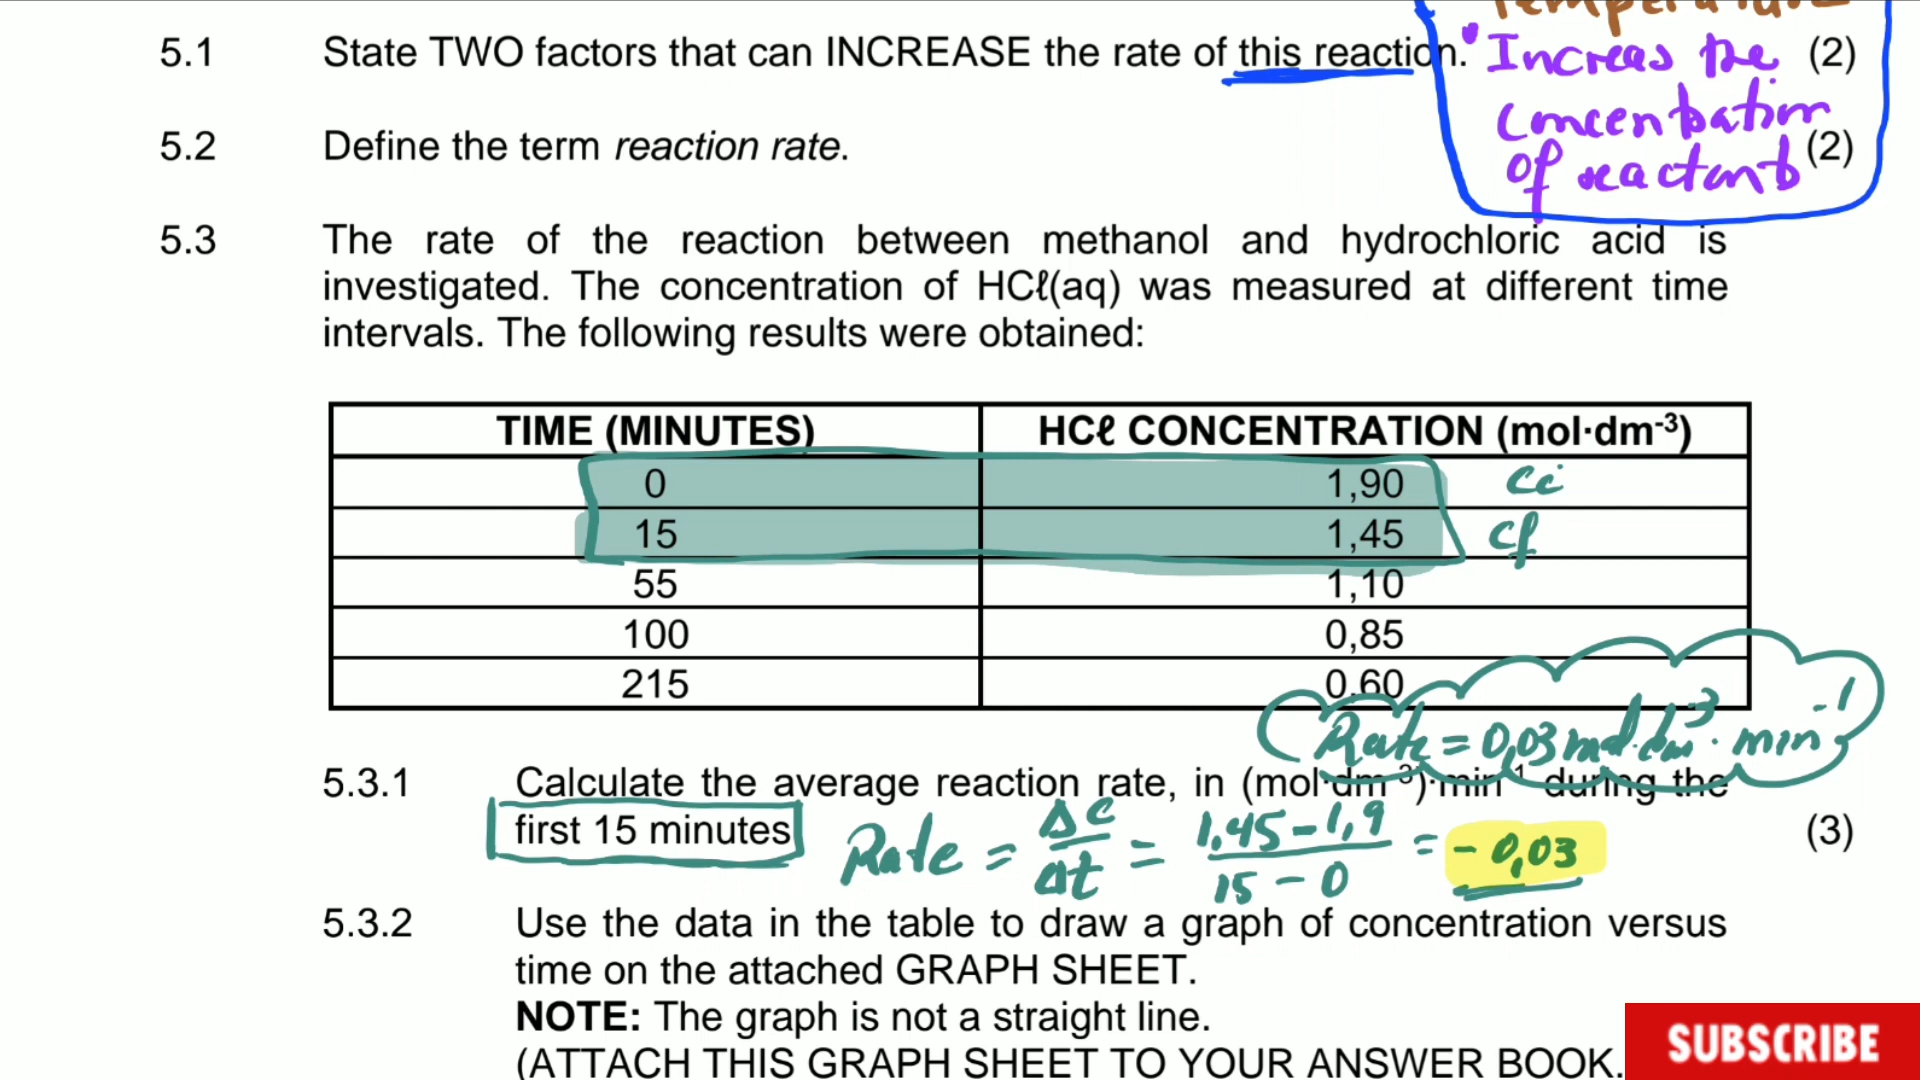 Temperature
5.1 State TWO factors that can INCREASE the rate of this reaction. (2)
• Increas the
concentration
of reactants
5.2 Define the term reaction rate. (2)
5.3 The rate of the reaction between methanol and hydrochloric acid is
investigated. The concentration of HCℓ(aq) was measured at different time
intervals. The following results were obtained:
TIME (MINUTES) HCℓ CONCENTRATION (mol·dm⁻³)
0 1,90 Ci
15 1,45 Cf
55 1,10
100 0,85
215 0,60
Rate = 0,03 mol·dm⁻³·min⁻¹
5.3.1 Calculate the average reaction rate, in (mol·dm⁻³)·min⁻¹ during the
first 15 minutes (3)
Rate = Δc/Δt = 1,45 – 1,9/15 – 0 = – 0,03
5.3.2 Use the data in the table to draw a graph of concentration versus
time on the attached GRAPH SHEET.
NOTE: The graph is not a straight line.
(ATTACH THIS GRAPH SHEET TO YOUR ANSWER BOOK.
SUBSCRIBE